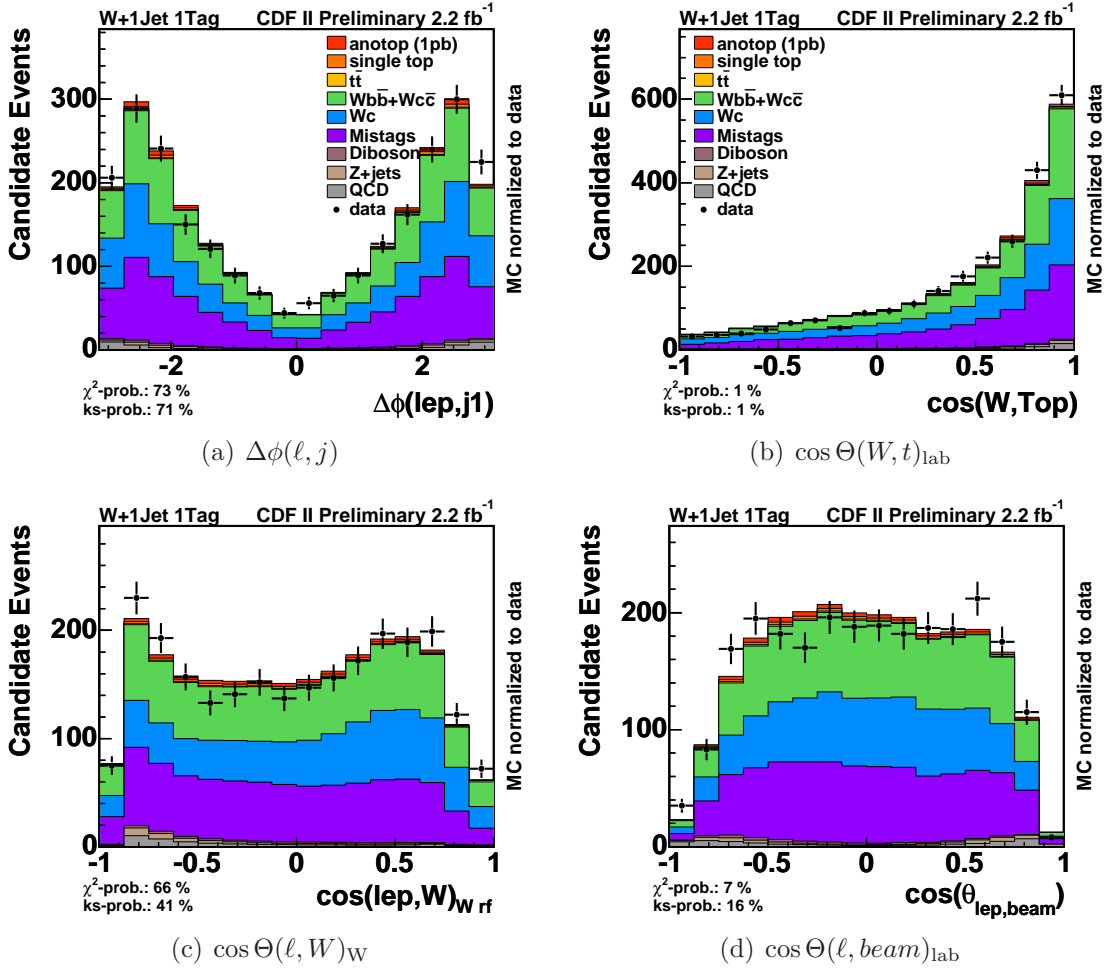 W+1Jet 1Tag CDF II Preliminary 2.2 fb⁻¹
Candidate Events
300
200
100
0
anotop (1pb)
single top
tt̄
Wbb̄+Wcc̄
Wc
Mistags
Diboson
Z+jets
QCD
data
MC normalized to data
-2 0 2
χ²-prob.: 73 %
ks-prob.: 71 %
Δϕ(lep,j1)
(a) Δϕ(ℓ, j)
W+1Jet 1Tag CDF II Preliminary 2.2 fb⁻¹
Candidate Events
600
400
200
0
anotop (1pb)
single top
tt̄
Wbb̄+Wcc̄
Wc
Mistags
Diboson
Z+jets
QCD
data
MC normalized to data
-1 -0.5 0 0.5 1
χ²-prob.: 1 %
ks-prob.: 1 %
cos(W,Top)
(b) cos Θ(W, t)lab
W+1Jet 1Tag CDF II Preliminary 2.2 fb⁻¹
Candidate Events
200
100
0
MC normalized to data
-1 -0.5 0 0.5 1
χ²-prob.: 66 %
ks-prob.: 41 %
cos(lep,W)W rf
(c) cos Θ(ℓ, W)W
W+1Jet 1Tag CDF II Preliminary 2.2 fb⁻¹
Candidate Events
200
100
0
MC normalized to data
-1 -0.5 0 0.5 1
χ²-prob.: 7 %
ks-prob.: 16 %
cos(θlep,beam)
(d) cos Θ(ℓ, beam)lab